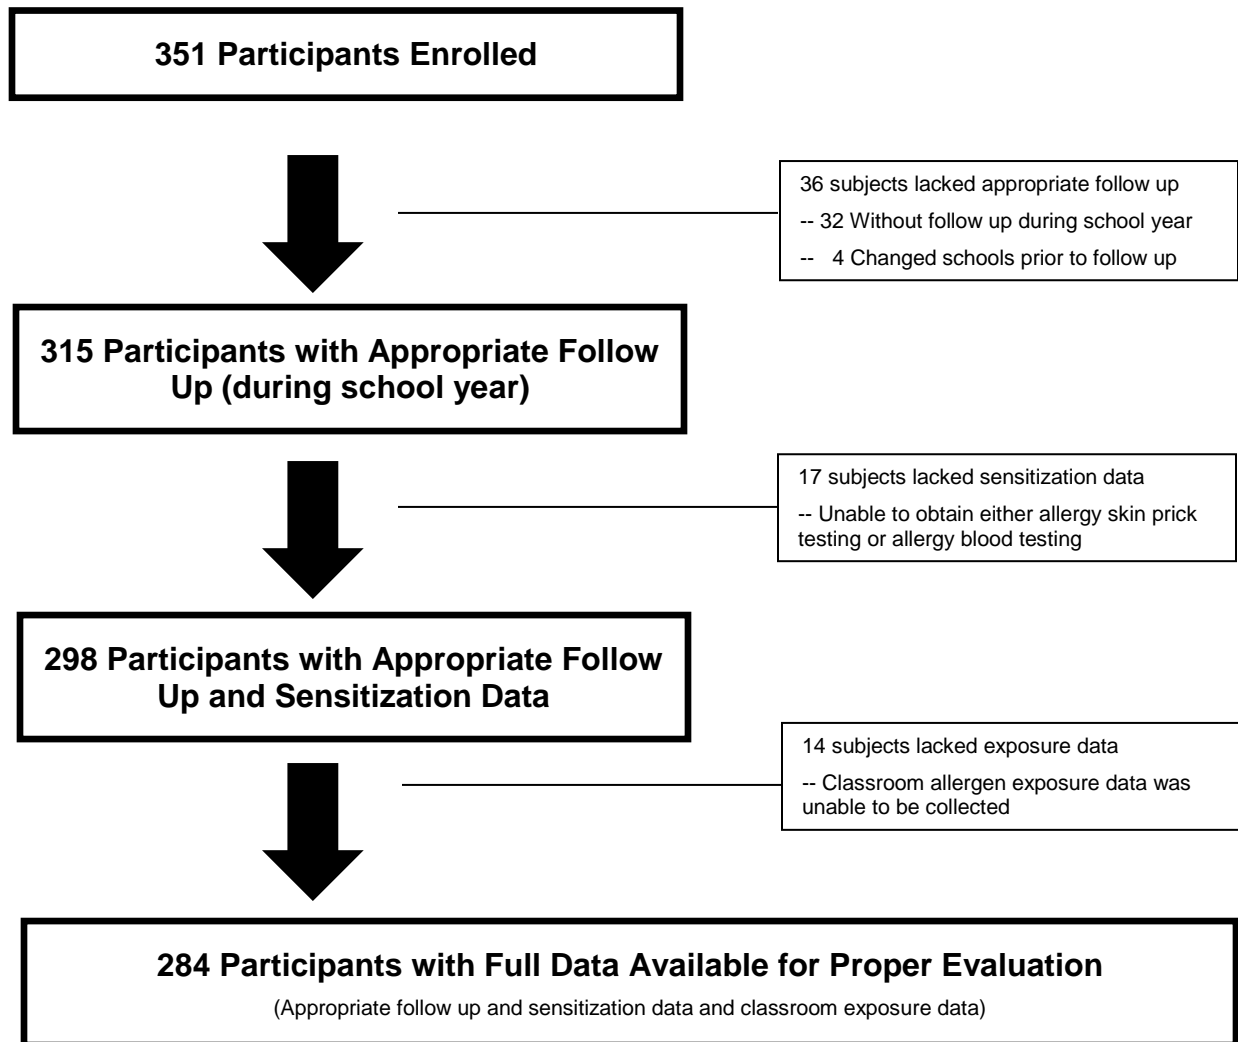 351 Participants Enrolled
36 subjects lacked appropriate follow up
-- 32 Without follow up during school year
-- 4 Changed schools prior to follow up
315 Participants with Appropriate Follow
Up (during school year)
17 subjects lacked sensitization data
-- Unable to obtain either allergy skin prick
testing or allergy blood testing
298 Participants with Appropriate Follow
Up and Sensitization Data
14 subjects lacked exposure data
-- Classroom allergen exposure data was
unable to be collected
284 Participants with Full Data Available for Proper Evaluation
(Appropriate follow up and sensitization data and classroom exposure data)